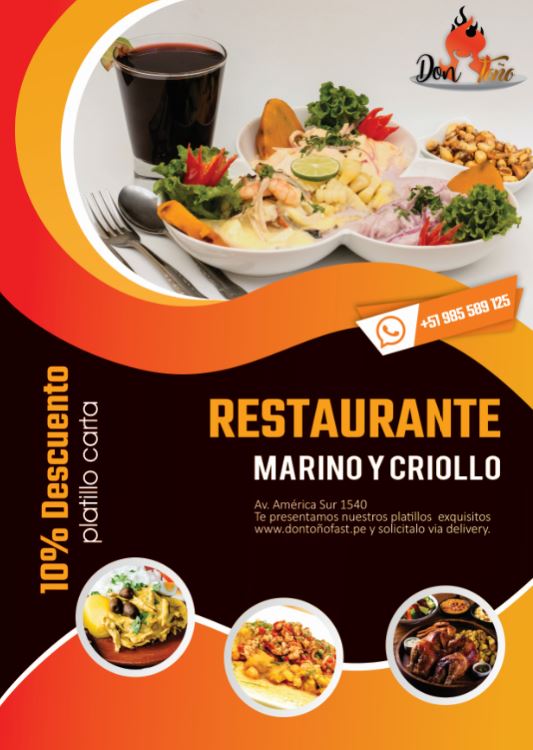 Don Toño
+51 985 589 125
RESTAURANTE
MARINO Y CRIOLLO
Av. América Sur 1540
Te presentamos nuestros platillos exquisitos
www.dontoñofast.pe y solicitalo via delivery.
10% Descuento
platillo carta